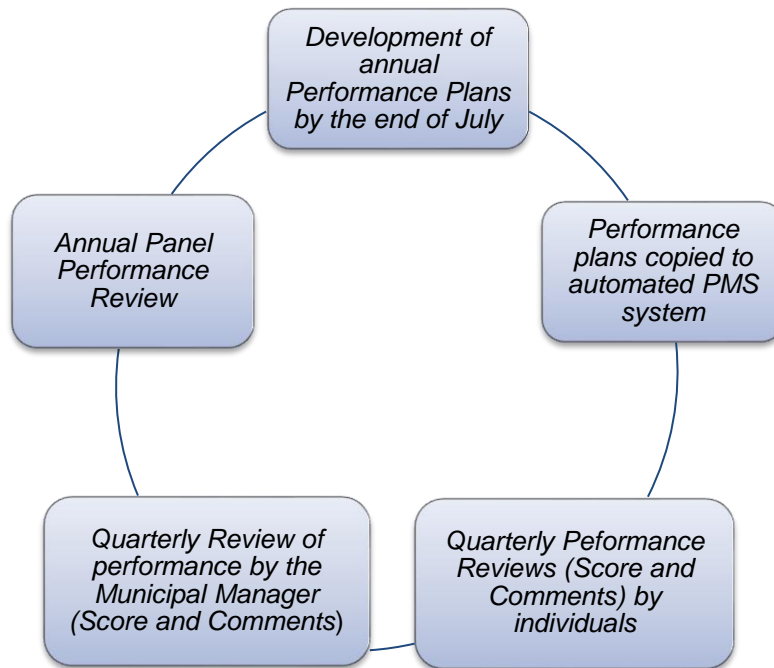 Development of
annual
Performance Plans
by the end of July
Performance
plans copied to
automated PMS
system
Quarterly Peformance
Reviews (Score and
Comments) by
individuals
Quarterly Review of
performance by the
Municipal Manager
(Score and Comments)
Annual Panel
Performance
Review